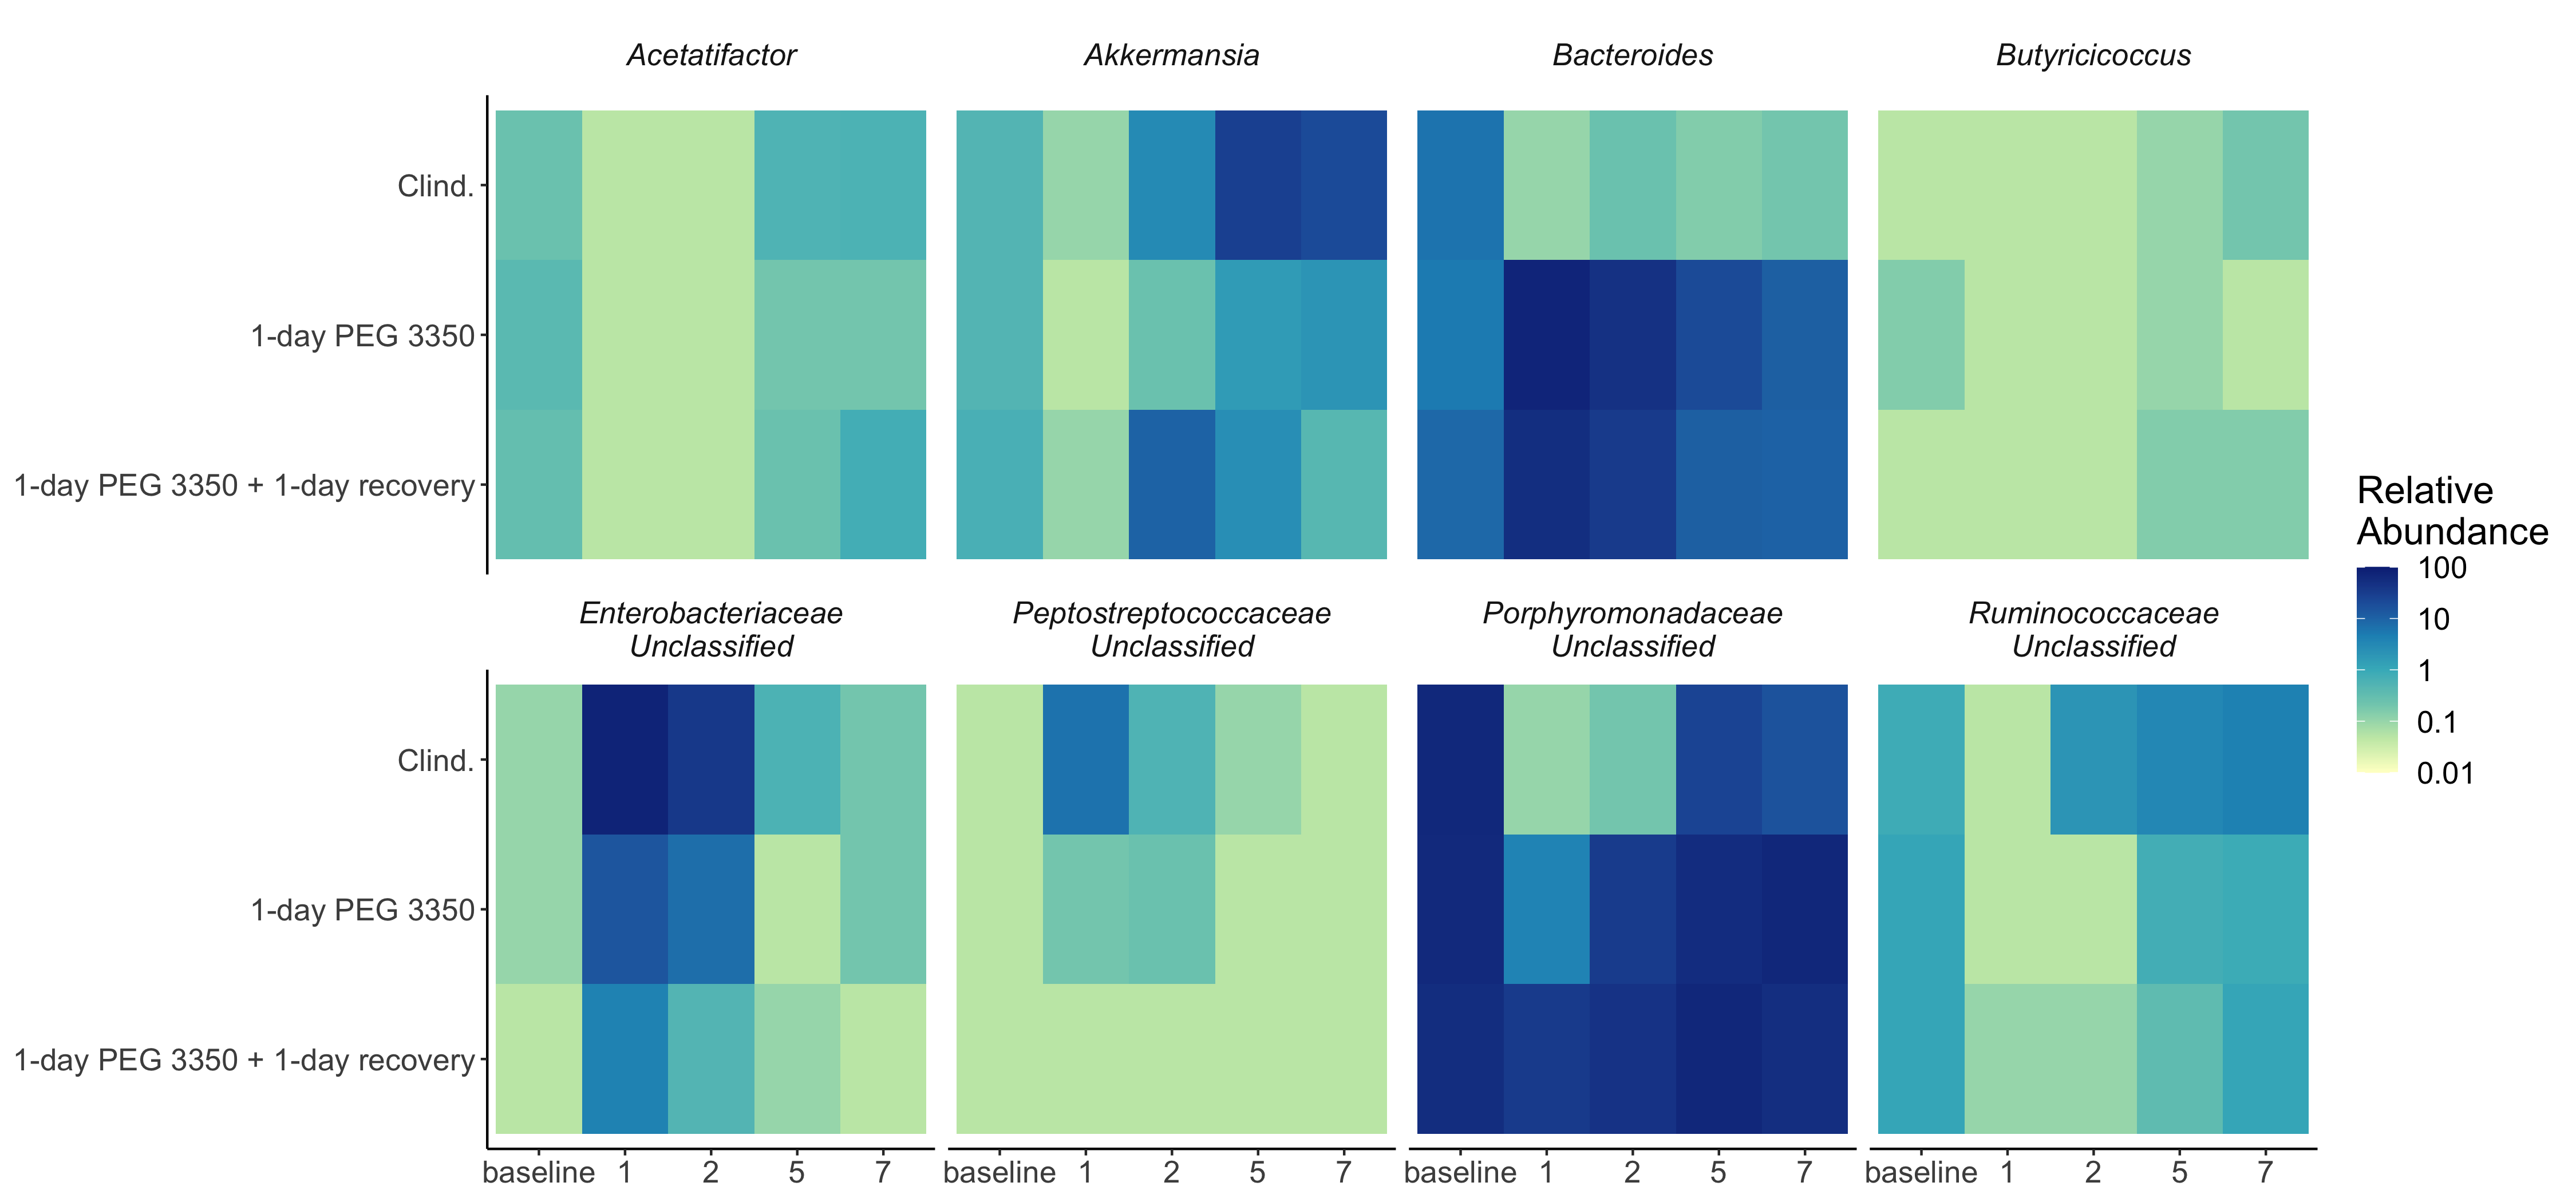 Acetatifactor
Akkermansia
Bacteroides
Butyricicoccus
Clind.
1-day PEG 3350
1-day PEG 3350 + 1-day recovery
Relative
Abundance
100
10
1
0.1
0.01
Enterobacteriaceae
Unclassified
Peptostreptococcaceae
Unclassified
Porphyromonadaceae
Unclassified
Ruminococcaceae
Unclassified
Clind.
1-day PEG 3350
1-day PEG 3350 + 1-day recovery
baseline 1 2 5 7
baseline 1 2 5 7
baseline 1 2 5 7
baseline 1 2 5 7